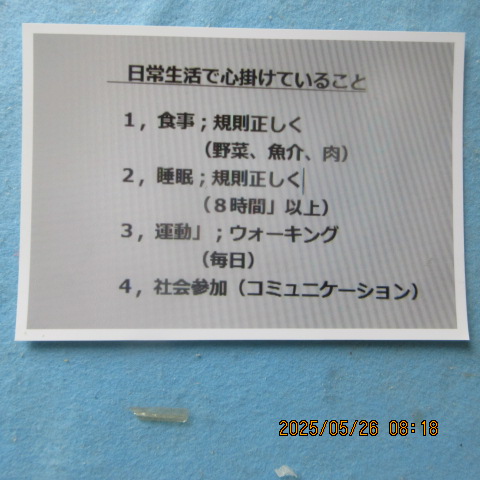 日常生活で心掛けていること
1，食事；規則正しく
（野菜、魚介、肉）
2，睡眠；規則正しく
（8時間」以上）
3，運動」；ウォーキング
（毎日）
4，社会参加（コミュニケーション）
2025/05/26 08:18